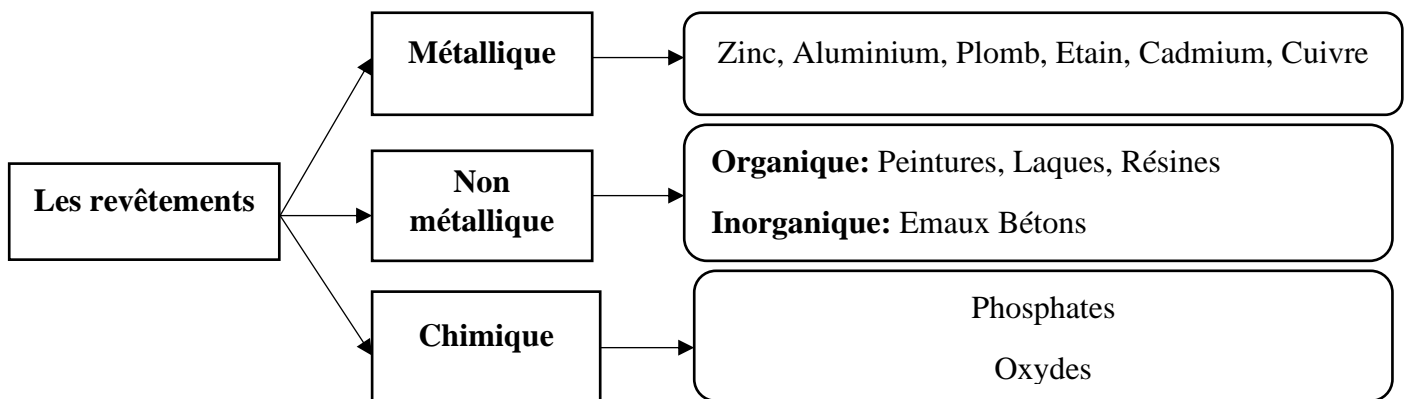 Les revêtements
Métallique
Zinc, Aluminium, Plomb, Etain, Cadmium, Cuivre
Non
métallique
Organique: Peintures, Laques, Résines
Inorganique: Emaux Bétons
Chimique
Phosphates
Oxydes